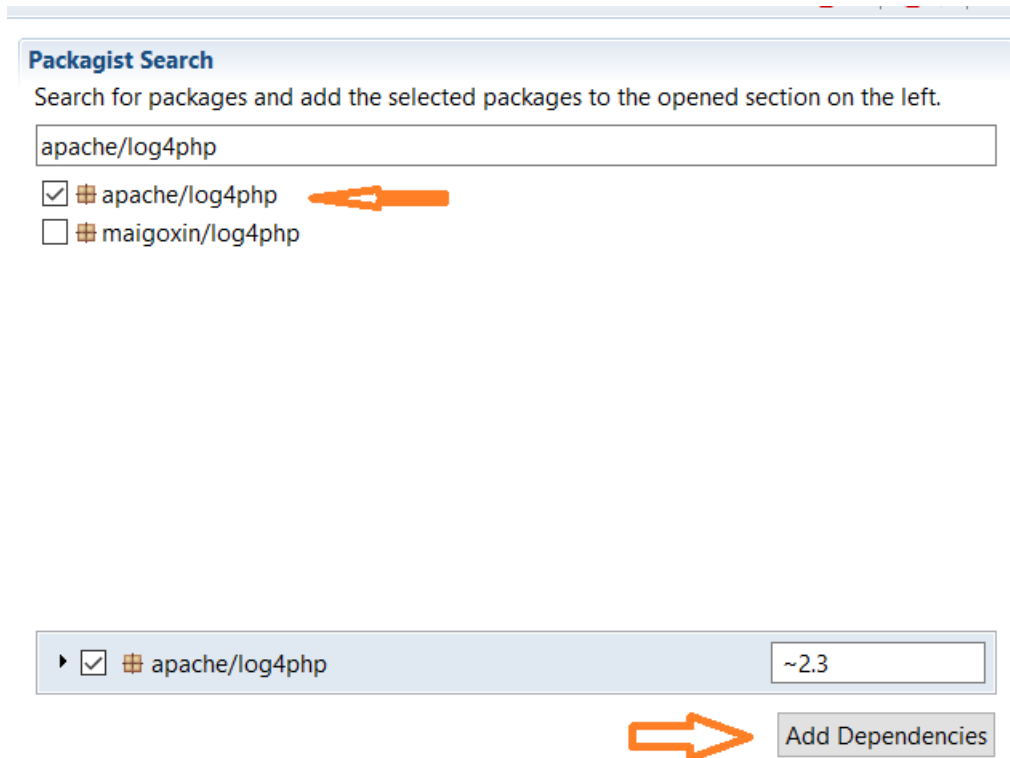 Packagist Search
Search for packages and add the selected packages to the opened section on the left.
apache/log4php
apache/log4php
maigoxin/log4php
apache/log4php ~2.3
Add Dependencies